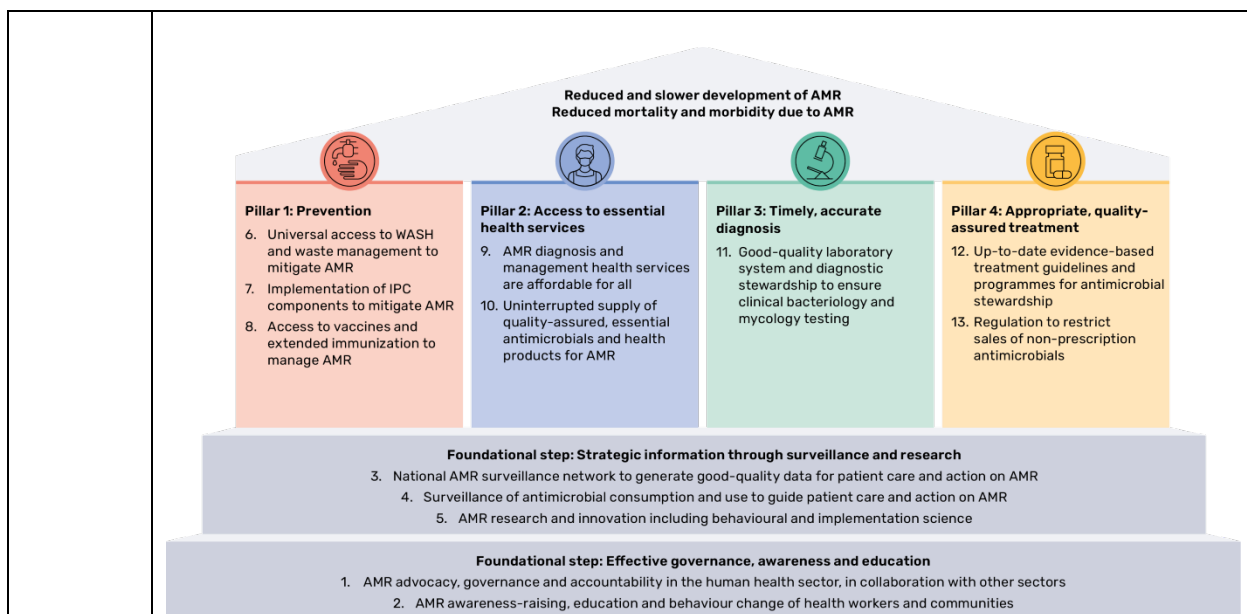 Reduced and slower development of AMR
Reduced mortality and morbidity due to AMR
Pillar 1: Prevention
6. Universal access to WASH
and waste management to
mitigate AMR
7. Implementation of IPC
components to mitigate AMR
8. Access to vaccines and
extended immunization to
manage AMR
Pillar 2: Access to essential
health services
9. AMR diagnosis and
management health services
are affordable for all
10. Uninterrupted supply of
quality-assured, essential
antimicrobials and health
products for AMR
Pillar 3: Timely, accurate
diagnosis
11. Good-quality laboratory
system and diagnostic
stewardship to ensure
clinical bacteriology and
mycology testing
Pillar 4: Appropriate, quality-
assured treatment
12. Up-to-date evidence-based
treatment guidelines and
programmes for antimicrobial
stewardship
13. Regulation to restrict
sales of non-prescription
antimicrobials
Foundational step: Strategic information through surveillance and research
3. National AMR surveillance network to generate good-quality data for patient care and action on AMR
4. Surveillance of antimicrobial consumption and use to guide patient care and action on AMR
5. AMR research and innovation including behavioural and implementation science
Foundational step: Effective governance, awareness and education
1. AMR advocacy, governance and accountability in the human health sector, in collaboration with other sectors
2. AMR awareness-raising, education and behaviour change of health workers and communities